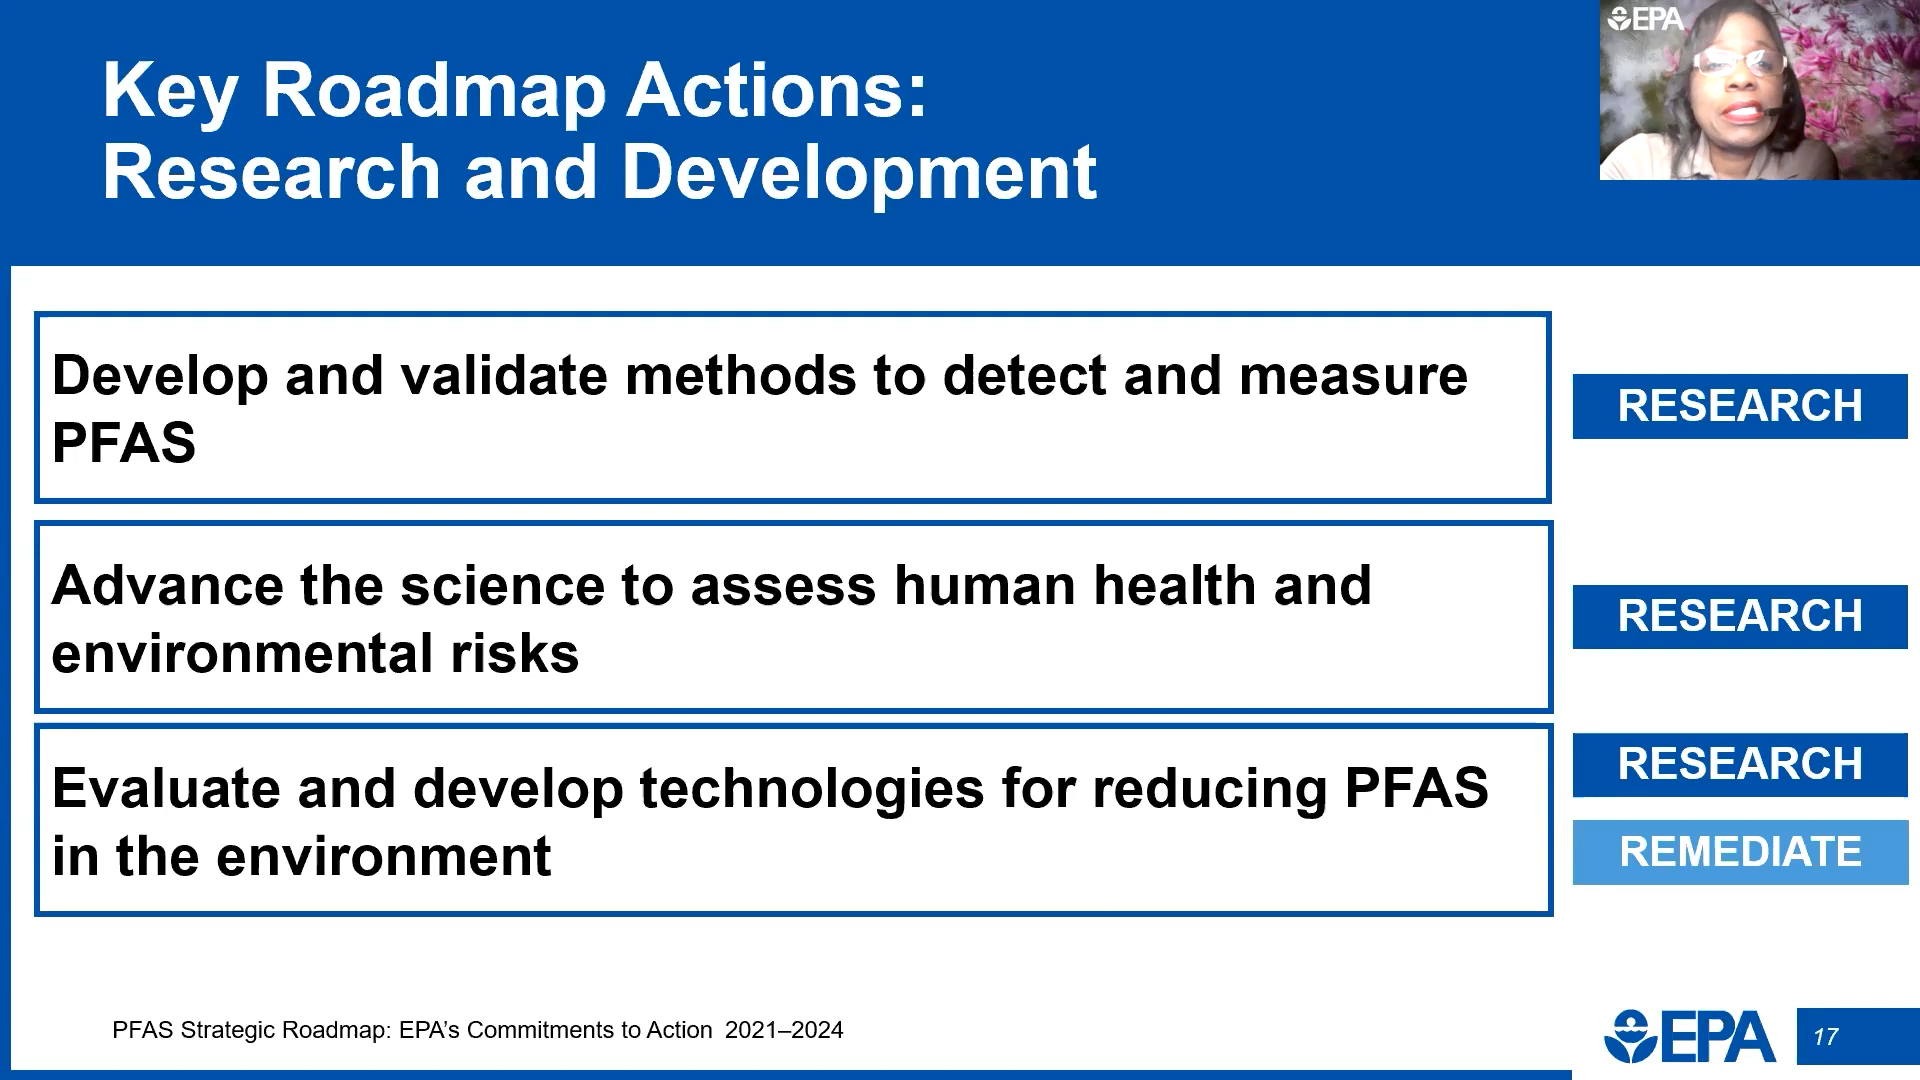 EPA
Key Roadmap Actions:
Research and Development
Develop and validate methods to detect and measure
PFAS
RESEARCH
Advance the science to assess human health and
environmental risks
RESEARCH
Evaluate and develop technologies for reducing PFAS
in the environment
RESEARCH
REMEDIATE
PFAS Strategic Roadmap: EPA’s Commitments to Action 2021–2024
EPA
17